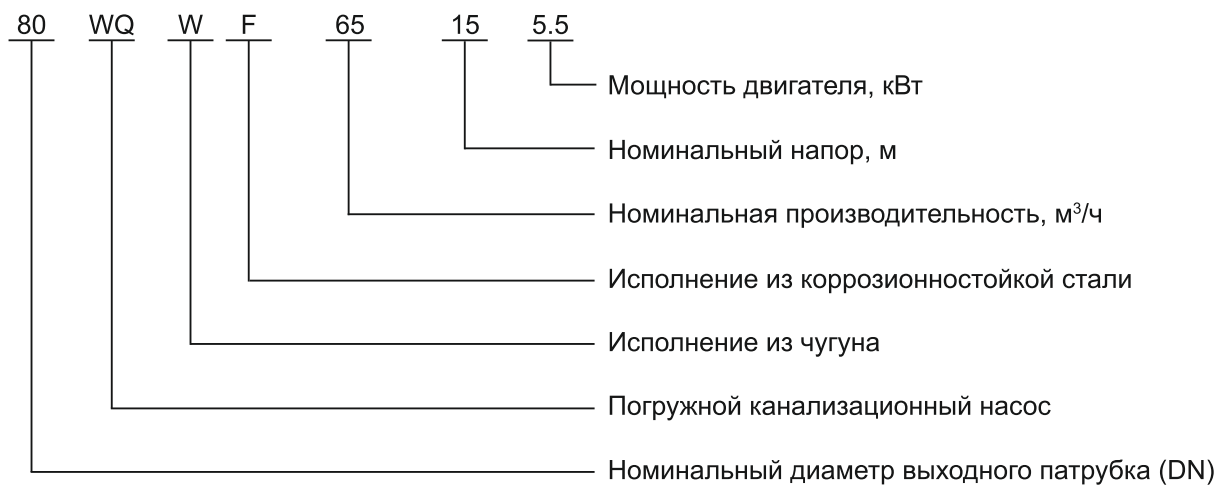 80 WQ W F 65 15 5.5
Мощность двигателя, кВт
Номинальный напор, м
Номинальная производительность, м³/ч
Исполнение из коррозионностойкой стали
Исполнение из чугуна
Погружной канализационный насос
Номинальный диаметр выходного патрубка (DN)